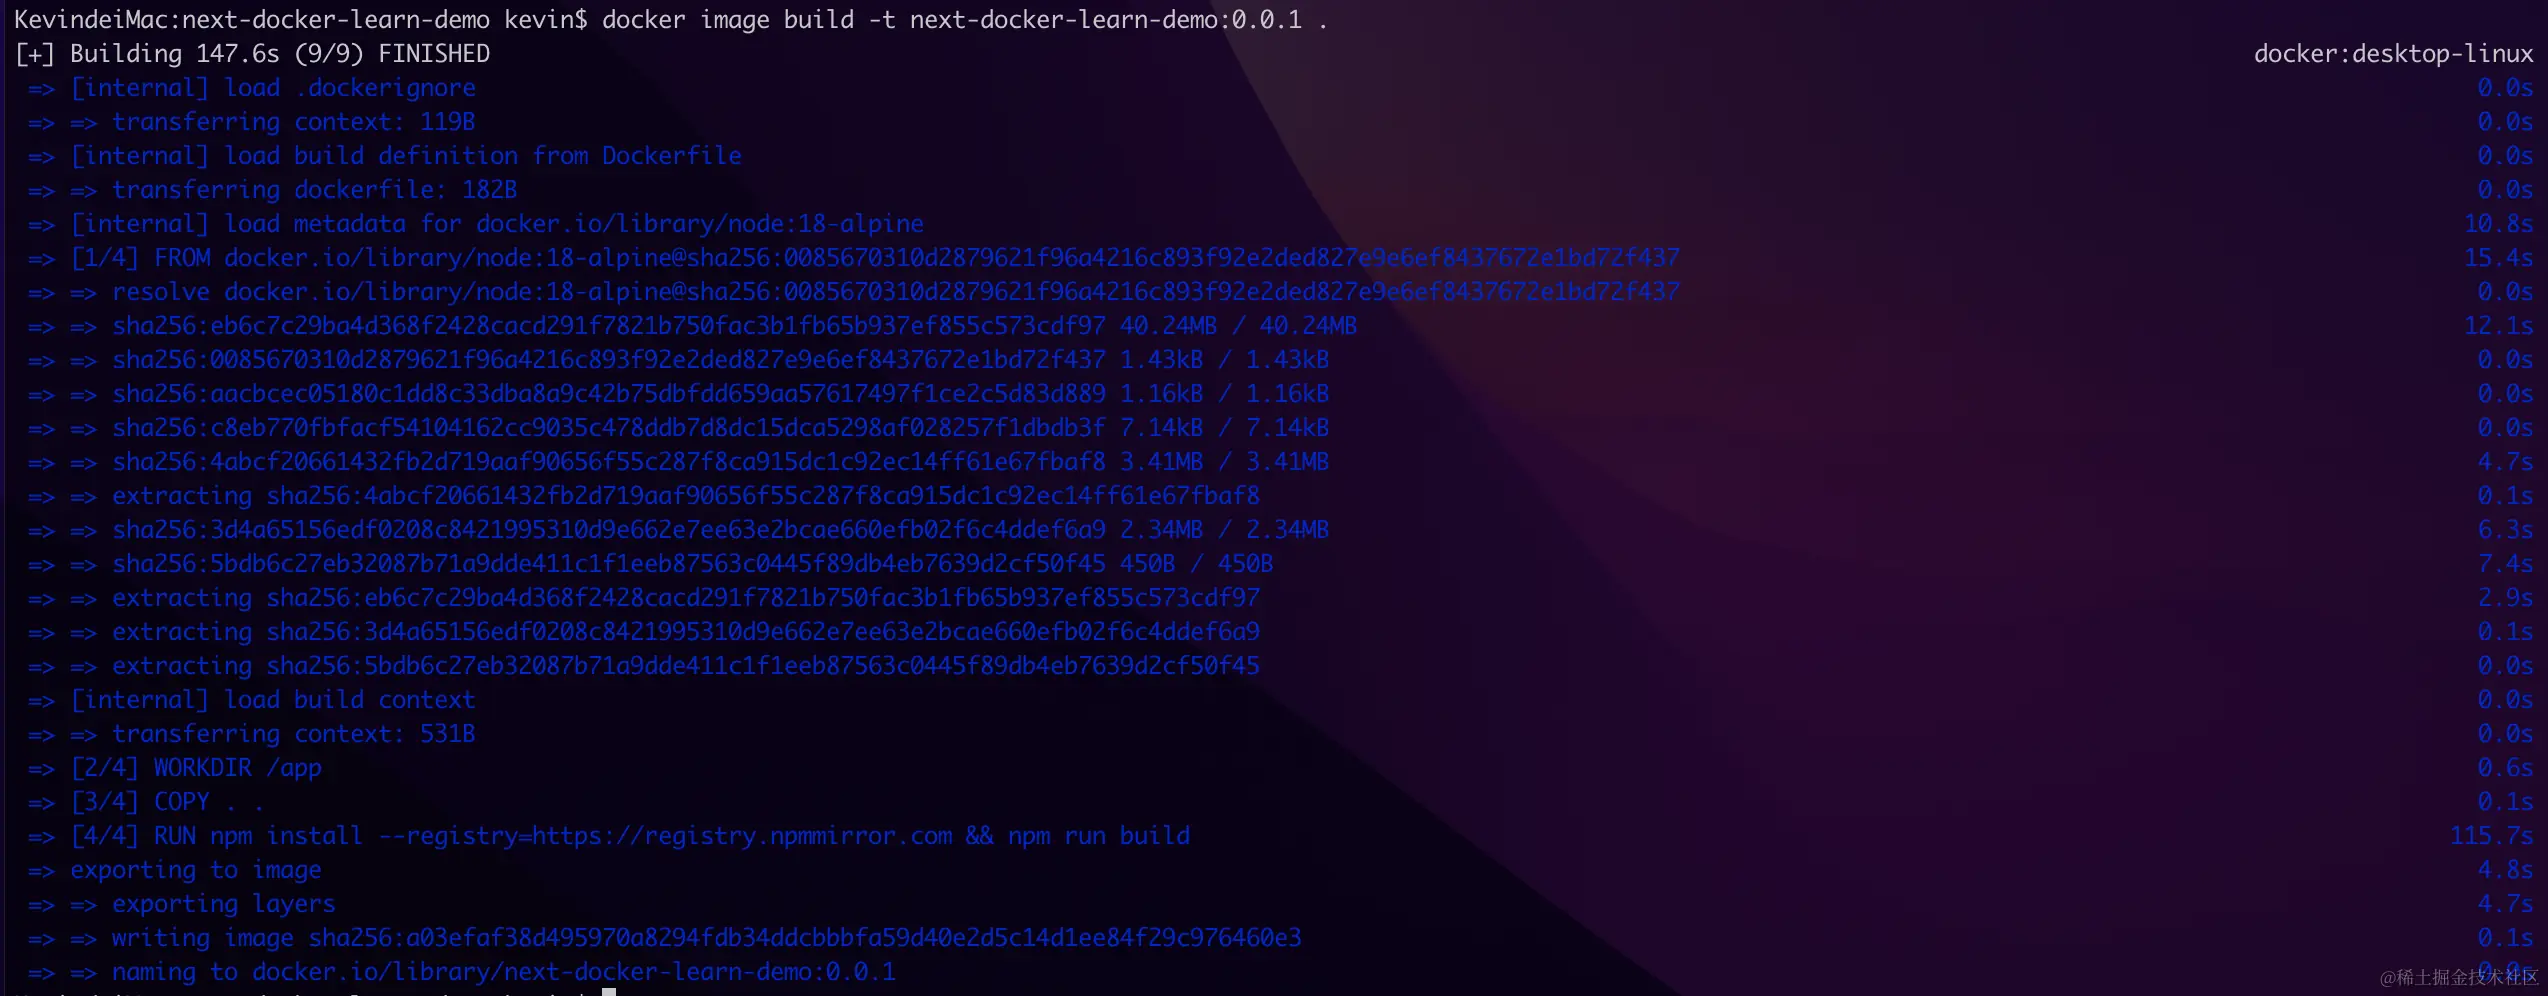 KevindeiMac:next-docker-learn-demo kevin$ docker image build -t next-docker-learn-demo:0.0.1 .
[+] Building 147.6s (9/9) FINISHED docker:desktop-linux
=> [internal] load .dockerignore 0.0s
=> => transferring context: 119B 0.0s
=> [internal] load build definition from Dockerfile 0.0s
=> => transferring dockerfile: 182B 0.0s
=> [internal] load metadata for docker.io/library/node:18-alpine 10.8s
=> [1/4] FROM docker.io/library/node:18-alpine@sha256:0085670310d2879621f96a4216c893f92e2ded827e9e6ef8437672e1bd72f437 15.4s
=> => resolve docker.io/library/node:18-alpine@sha256:0085670310d2879621f96a4216c893f92e2ded827e9e6ef8437672e1bd72f437 0.0s
=> => sha256:eb6c7c29ba4d368f2428cacd291f7821b750fac3b1fb65b937ef855c573cdf97 40.24MB / 40.24MB 12.1s
=> => sha256:0085670310d2879621f96a4216c893f92e2ded827e9e6ef8437672e1bd72f437 1.43kB / 1.43kB 0.0s
=> => sha256:aacbcec05180c1dd8c33dba8a9c42b75dbfdd659aa57617497f1ce2c5d83d889 1.16kB / 1.16kB 0.0s
=> => sha256:c8eb770fbfacf54104162cc9035c478ddb7d8dc15dca5298af028257f1dbdb3f 7.14kB / 7.14kB 0.0s
=> => sha256:4abcf20661432fb2d719aaf90656f55c287f8ca915dc1c92ec14ff61e67fbaf8 3.41MB / 3.41MB 4.7s
=> => extracting sha256:4abcf20661432fb2d719aaf90656f55c287f8ca915dc1c92ec14ff61e67fbaf8 0.1s
=> => sha256:3d4a65156edf0208c8421995310d9e662e7ee63e2bcae660efb02f6c4ddef6a9 2.34MB / 2.34MB 6.3s
=> => sha256:5bdb6c27eb32087b71a9dde411c1f1eeb87563c0445f89db4eb7639d2cf50f45 450B / 450B 7.4s
=> => extracting sha256:eb6c7c29ba4d368f2428cacd291f7821b750fac3b1fb65b937ef855c573cdf97 2.9s
=> => extracting sha256:3d4a65156edf0208c8421995310d9e662e7ee63e2bcae660efb02f6c4ddef6a9 0.1s
=> => extracting sha256:5bdb6c27eb32087b71a9dde411c1f1eeb87563c0445f89db4eb7639d2cf50f45 0.0s
=> [internal] load build context 0.0s
=> => transferring context: 531B 0.0s
=> [2/4] WORKDIR /app 0.6s
=> [3/4] COPY . . 0.1s
=> [4/4] RUN npm install --registry=https://registry.npmmirror.com && npm run build 115.7s
=> exporting to image 4.8s
=> => exporting layers 4.7s
=> => writing image sha256:a03efaf38d495970a8294fdb34ddcbbbfa59d40e2d5c14d1ee84f29c976460e3 0.1s
=> => naming to docker.io/library/next-docker-learn-demo:0.0.1 0.0s
@稀土掘金技术社区